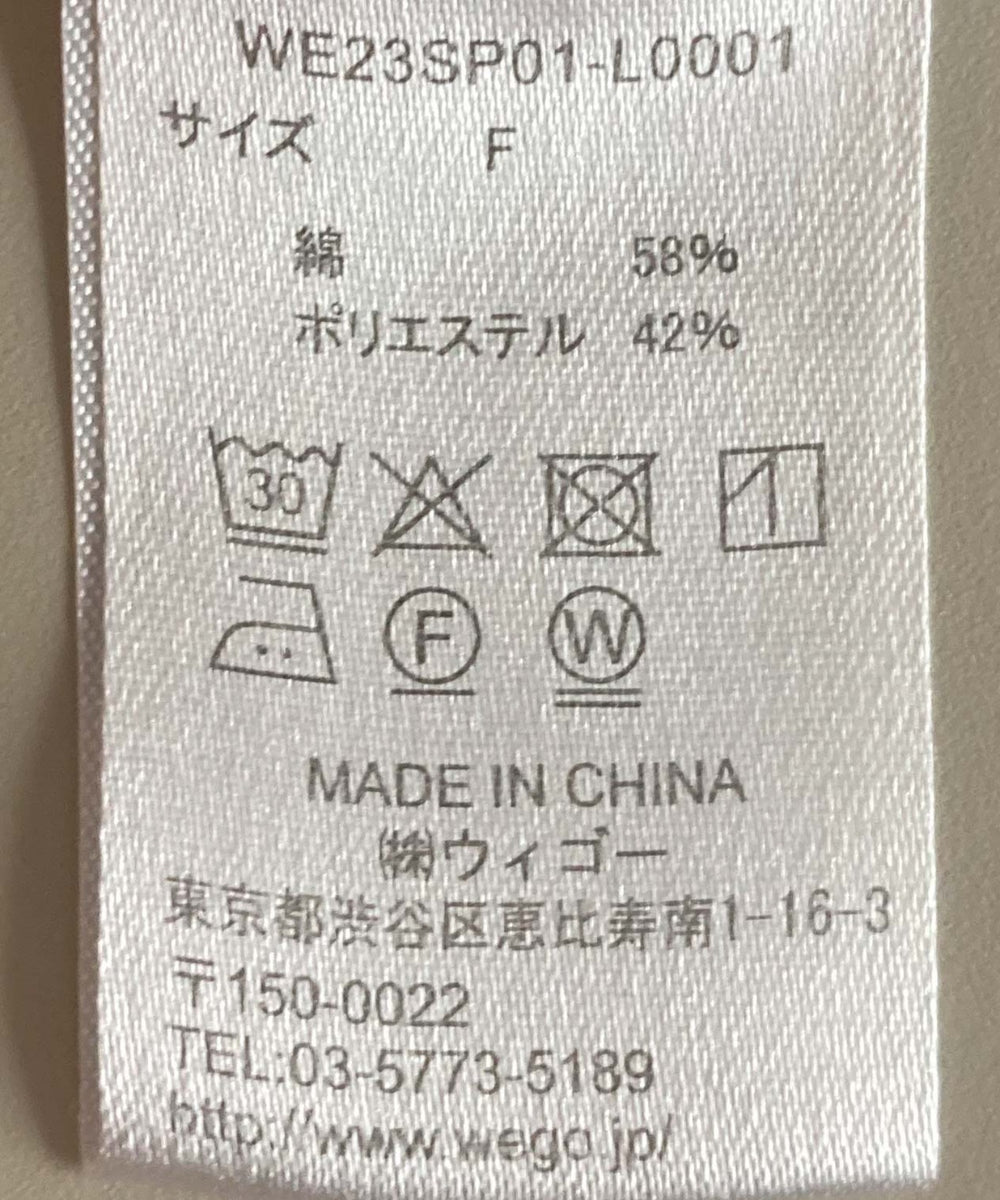 WE23SP01-L0001
サイズ F
綿 58%
ポリエステル 42%
30
F W
MADE IN CHINA
㈱ウィゴー
東京都渋谷区恵比寿南1-16-3
〒150-0022
TEL:03-5773-5189
http://www.wego.jp/